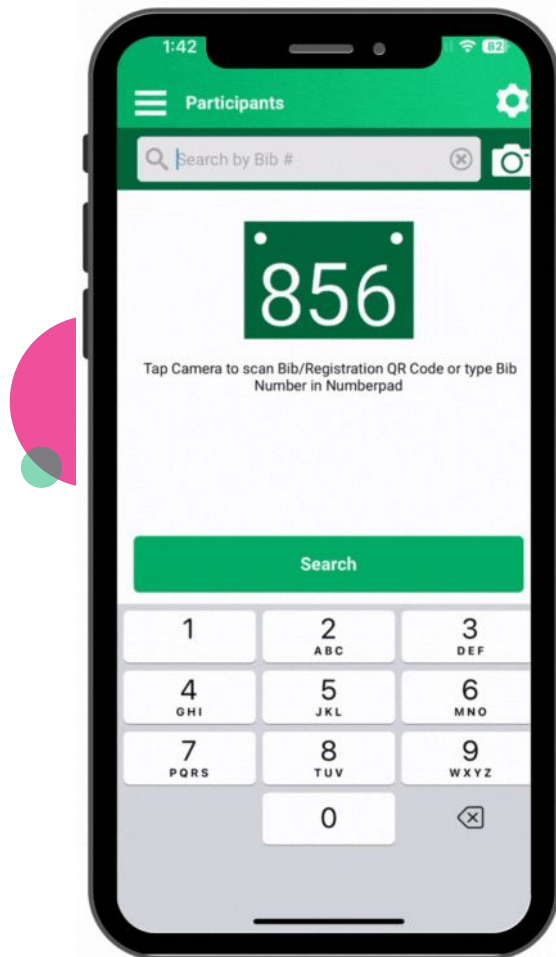 1:42
82
Participants
Search by Bib #
856
Tap Camera to scan Bib/Registration QR Code or type Bib
Number in Numberpad
Search
1
2
ABC
3
DEF
4
GHI
5
JKL
6
MNO
7
PQRS
8
TUV
9
WXYZ
0